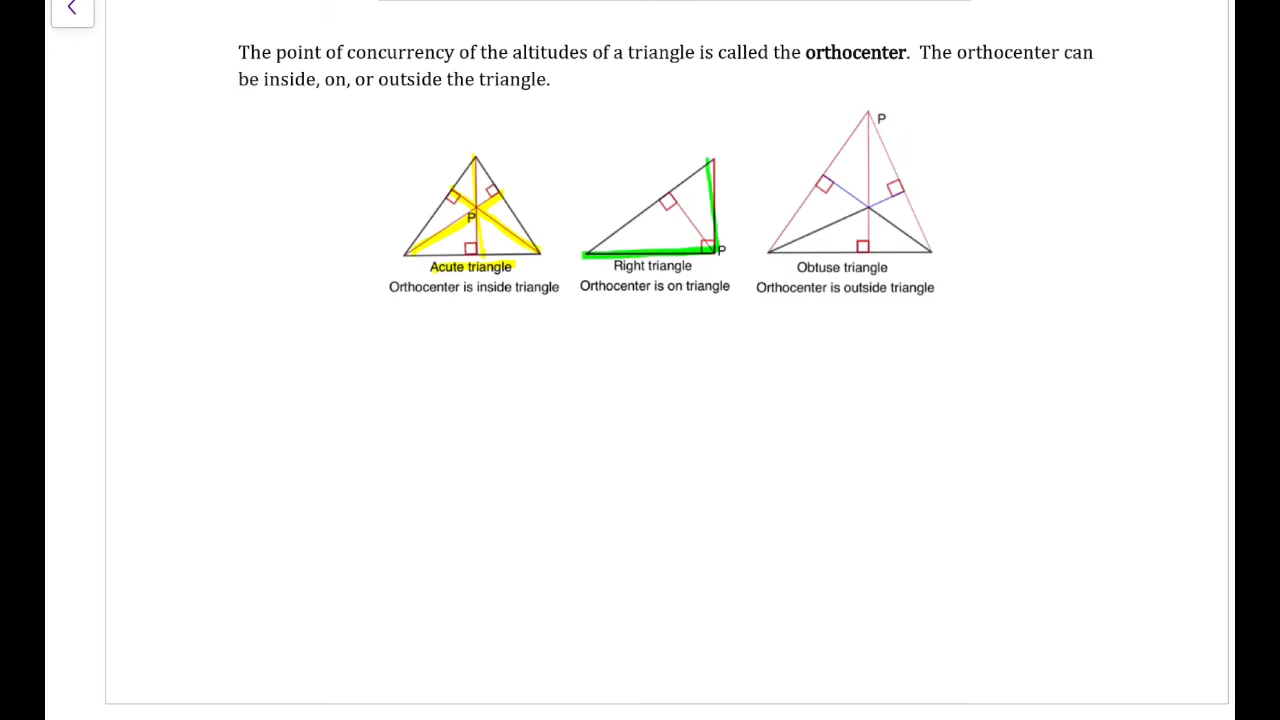 The point of concurrency of the altitudes of a triangle is called the orthocenter. The orthocenter can
be inside, on, or outside the triangle.
P
P
P
Acute triangle
Orthocenter is inside triangle
Right triangle
Orthocenter is on triangle
Obtuse triangle
Orthocenter is outside triangle